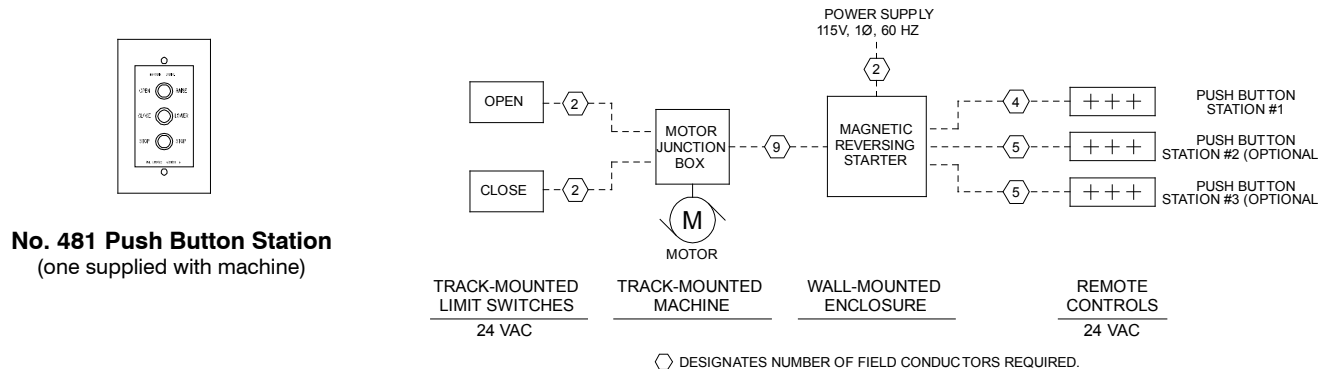 OPEN
RAISE
CLOSE
LOWER
STOP
STOP
No. 481 Push Button Station
(one supplied with machine)
POWER SUPPLY
115V, 1Ø, 60 HZ
2
OPEN
2
CLOSE
2
MOTOR
JUNCTION
BOX
M
MOTOR
9
MAGNETIC
REVERSING
STARTER
4
+ + +
PUSH BUTTON
STATION #1
5
+ + +
PUSH BUTTON
STATION #2 (OPTIONAL
5
+ + +
PUSH BUTTON
STATION #3 (OPTIONAL
TRACK-MOUNTED
LIMIT SWITCHES
24 VAC
TRACK-MOUNTED
MACHINE
WALL-MOUNTED
ENCLOSURE
REMOTE
CONTROLS
24 VAC
DESIGNATES NUMBER OF FIELD CONDUCTORS REQUIRED.